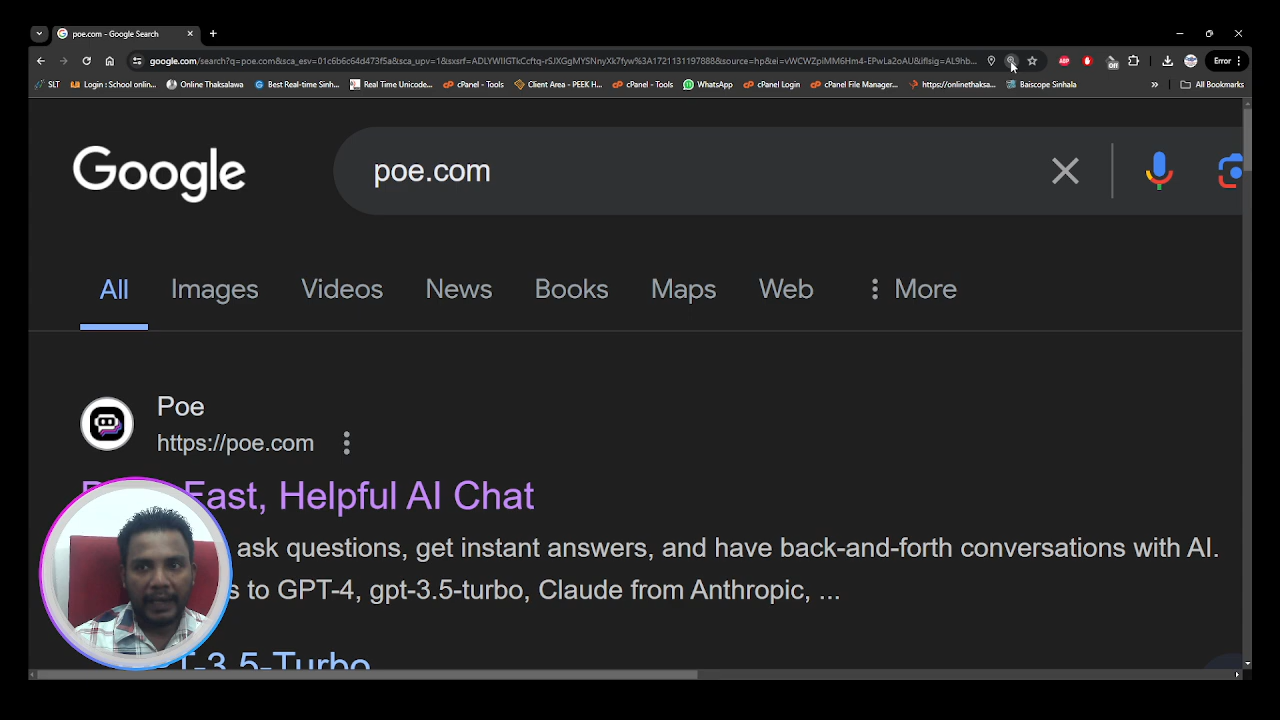 poe.com - Google Search
Error
SLT
Login : School onlin...
Online Thaksalawa
Best Real-time Sinh...
Real Time Unicode...
cPanel - Tools
Client Area - PEEK H...
cPanel - Tools
WhatsApp
cPanel Login
cPanel File Manager...
https://onlinethaksa...
Baiscope Sinhala
»
All Bookmarks
Google
poe.com
All
Images
Videos
News
Books
Maps
Web
More
Poe
https://poe.com
Fast, Helpful AI Chat
ask questions, get instant answers, and have back-and-forth conversations with AI.
to GPT-4, gpt-3.5-turbo, Claude from Anthropic, ...
T-3.5-Turbo